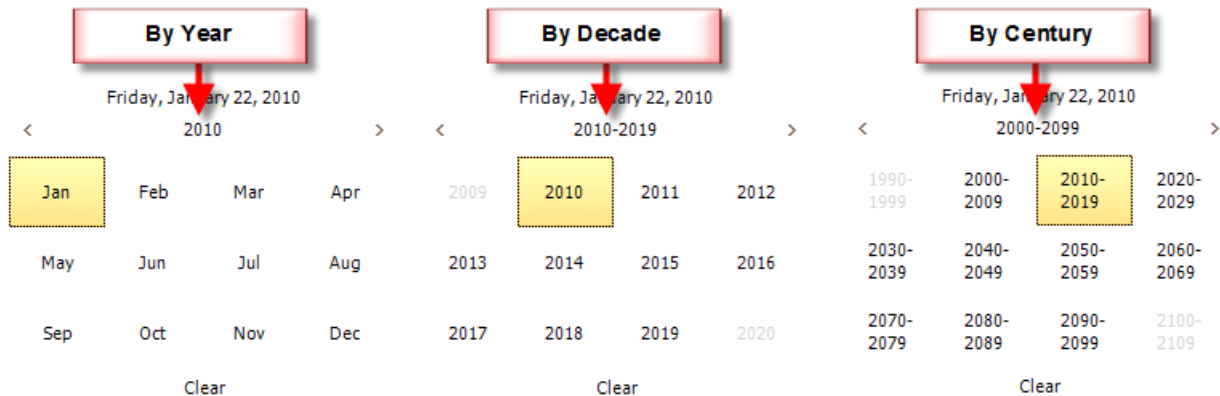 By Year
Friday, January 22, 2010
< 2010 >
Jan Feb Mar Apr
May Jun Jul Aug
Sep Oct Nov Dec
Clear
By Decade
Friday, January 22, 2010
< 2010-2019 >
2009 2010 2011 2012
2013 2014 2015 2016
2017 2018 2019 2020
Clear
By Century
Friday, January 22, 2010
< 2000-2099 >
1990- 2000- 2010- 2020-
1999 2009 2019 2029
2030- 2040- 2050- 2060-
2039 2049 2059 2069
2070- 2080- 2090- 2100-
2079 2089 2099 2109
Clear